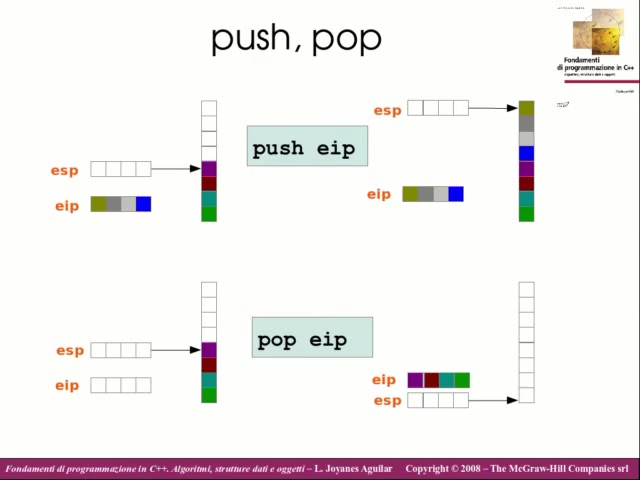 push, pop
Fondamenti
di programmazione in C++
esp
push eip
esp
eip
eip
pop eip
esp
eip
eip
esp
Fondamenti di programmazione in C++. Algoritmi, strutture dati e oggetti – L. Joyanes Aguilar Copyright © 2008 – The McGraw-Hill Companies srl